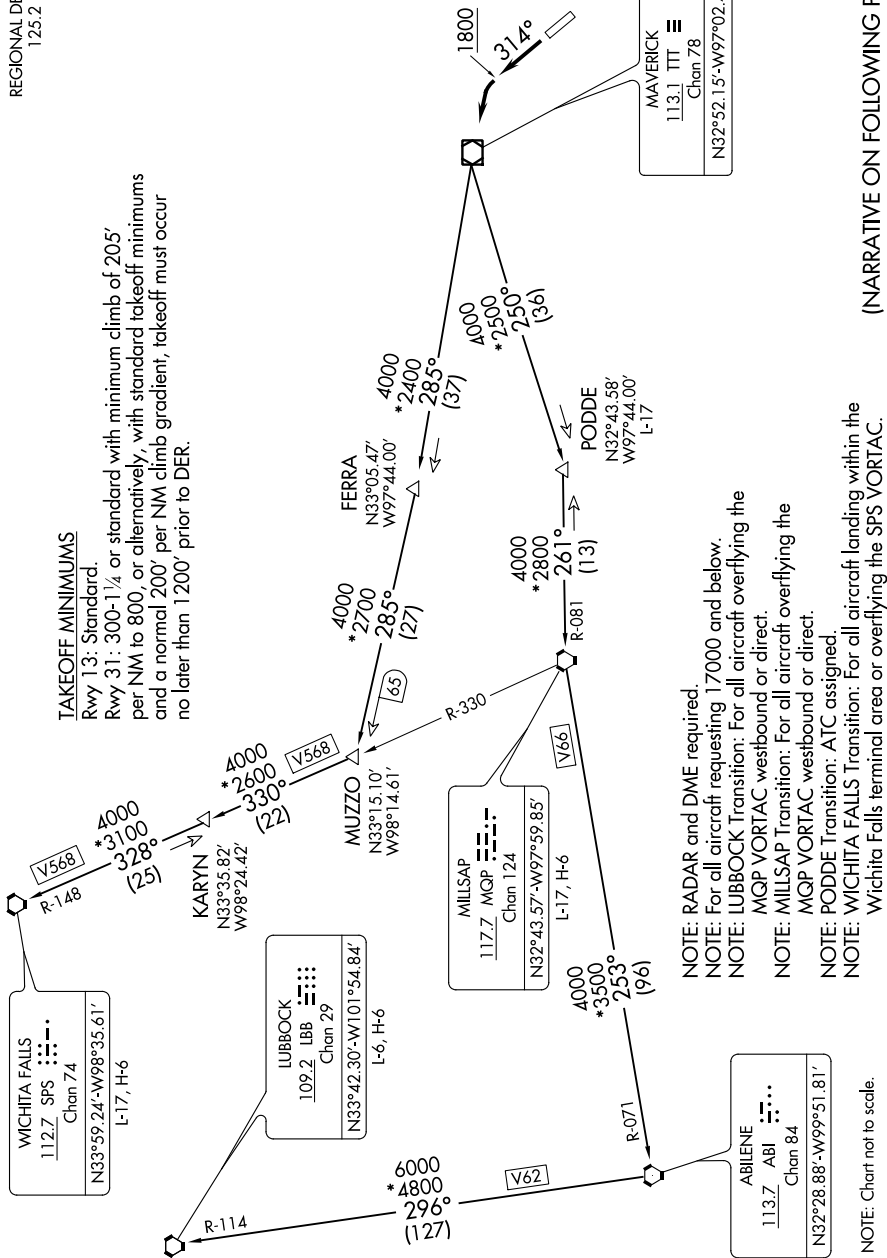 REGIONAL DE
125.2
TAKEOFF MINIMUMS
Rwy 13: Standard.
Rwy 31: 300-1¼ or standard with minimum climb of 205'
per NM to 800, or alternatively, with standard takeoff minimums
and a normal 200' per NM climb gradient, takeoff must occur
no later than 1200' prior to DER.
1800
314°
MAVERICK
113.1 TTT
Chan 78
N32°52.15'-W97°02.
4000
*2400
285°
(37)
4000
*2500
250°
(36)
FERRA
N33°05.47'
W97°44.00'
PODDE
N32°43.58'
W97°44.00'
L-17
4000
*2700
285°
(27)
65
4000
*2800
261°
(13)
R-081
R-330
MUZZO
N33°15.10'
W98°14.61'
V568
4000
*2600
330°
(22)
KARYN
N33°35.82'
W98°24.42'
V568
4000
*3100
328°
(25)
R-148
WICHITA FALLS
112.7 SPS
Chan 74
N33°59.24'-W98°35.61'
L-17, H-6
MILLSAP
117.7 MQP
Chan 124
N32°43.57'-W97°59.85'
L-17, H-6
V66
4000
*3500
253°
(96)
R-071
LUBBOCK
109.2 LBB
Chan 29
N33°42.30'-W101°54.84'
L-6, H-6
R-114
6000
*4800
296°
(127)
V62
ABILENE
113.7 ABI
Chan 84
N32°28.88'-W99°51.81'
NOTE: RADAR and DME required.
NOTE: For all aircraft requesting 17000 and below.
NOTE: LUBBOCK Transition: For all aircraft overflying the
MQP VORTAC westbound or direct.
NOTE: MILLSAP Transition: For all aircraft overflying the
MQP VORTAC westbound or direct.
NOTE: PODDE Transition: ATC assigned.
NOTE: WICHITA FALLS Transition: For all aircraft landing within the
Wichita Falls terminal area or overflying the SPS VORTAC.
NOTE: Chart not to scale.
(NARRATIVE ON FOLLOWING